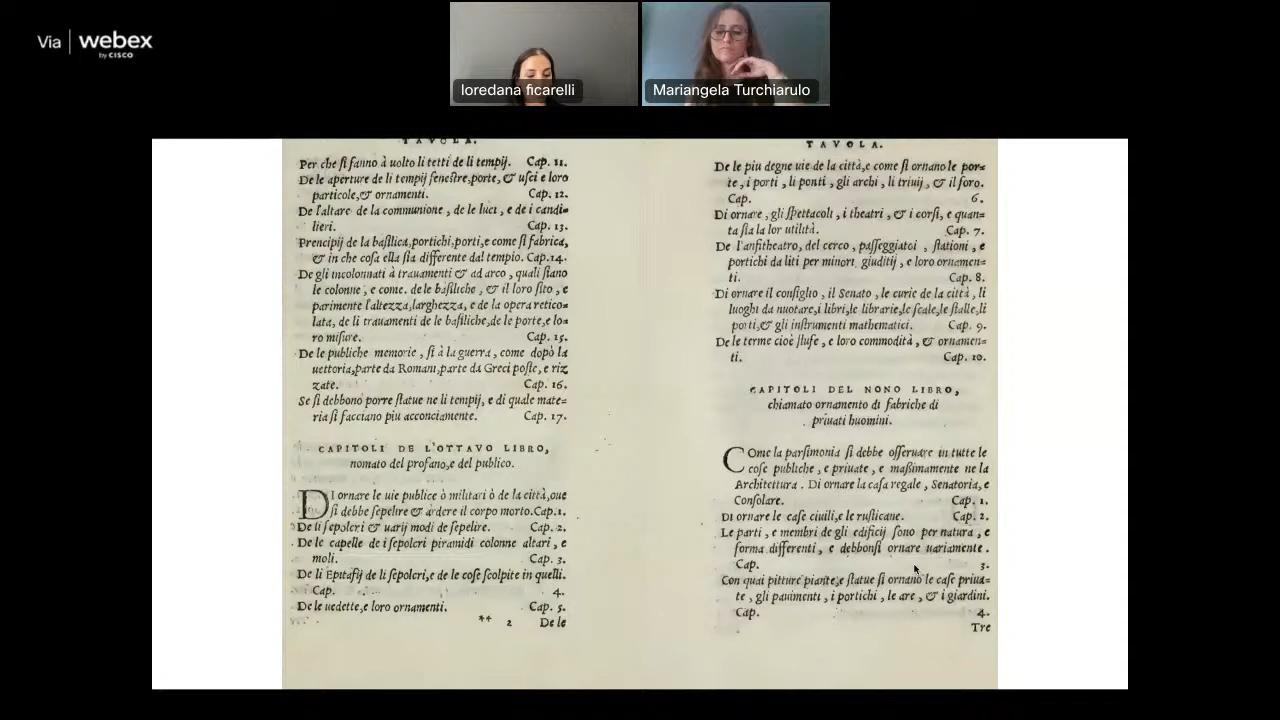 Via webex
by CISCO
loredana ficarelli
Mariangela Turchiarulo
TAVOLA.
Per che ſi fanno à uolto li tetti de li tempij. Cap. 11.
De le aperture de li tempij feneſtre,porte, & uſci e loro
particole,& ornamenti. Cap. 12.
De l'altare de la communione, de le luci, e de i candi=
lieri. Cap. 13.
Prencipij de la baſilica,portichi,porti,e come ſi fabrica,
& in che coſa ella ſia differente dal tempio. Cap.14.
De gli incolonnati à trauamenti & ad arco, quali ſiano
le colonne, e come. de le baſiliche, & il loro ſito, e
parimente l'altezza,larghezza, e de la opera retico=
lata, de li trauamenti de le baſiliche,de le porte,e lo=
ro miſure. Cap. 15.
De le publiche memorie, ſi à la guerra, come dopò la
uettoria,parte da Romani,parte da Greci poſte, e riz
zate. Cap. 16.
Se ſi debbono porre ſtatue ne li tempij, e di quale mate=
ria ſi facciano piu acconciamente. Cap. 17.
CAPITOLI DE L'OTTAVO LIBRO,
nomato del profano,e del publico.
DI ornare le uie publice ò militari ò de la città,oue
ſi debbe ſepelire & ardere il corpo morto.Cap.1.
De li ſepolcri & uarij modi de ſepelire. Cap. 2.
De le capelle de i ſepolcri piramidi colonne altari, e
moli. Cap. 3.
De li Epitafij de li ſepolcri,e de le coſe ſcolpite in quelli.
Cap. 4.
De le uedette,e loro ornamenti. Cap. 5.
** 2 De le
TAVOLA.
De le piu degne uie de la città,e come ſi ornano le por=
te, i porti, li ponti, gli archi, li triuij, & il foro.
Cap. 6.
Di ornare, gli ſpettacoli, i theatri, & i corſi, e quan=
ta ſia la lor utilità. Cap. 7.
De l'anfitheatro, del cerco, paſſeggiatoi, ſtationi, e
portichi da liti per minori giuditij, e loro ornamen=
ti. Cap. 8.
Di ornare il conſiglio, il Senato, le curie de la città, li
luoghi da nuotare,i libri,le librarie,le ſcale,le ſtalle,li
porti,& gli inſtrumenti mathematici. Cap. 9.
De le terme cioè ſtufe, e loro commodità, & ornamen=
ti. Cap. 10.
CAPITOLI DEL NONO LIBRO,
chiamato ornamento di fabriche di
priuati huomini.
COme la parſimonia ſi debbe oſſeruare in tutte le
coſe publiche, e priuate, e maßimamente ne la
Architettura. Di ornare la caſa regale, Senatoria, e
Conſolare. Cap. 1.
Di ornare le caſe ciuili,e le ruſticane. Cap. 2.
Le parti, e membri de gli edificij ſono per natura, e
forma differenti, e debbonſi ornare uariamente.
Cap. 3.
Con quai pitture piante,e ſtatue ſi ornano le caſe priua=
te, gli pauimenti, i portichi, le are, & i giardini.
Cap. 4.
Tre